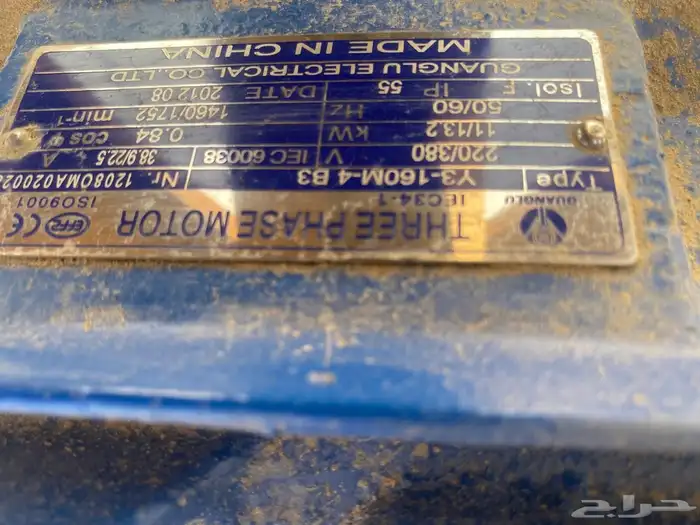 GUANGLU
THREE PHASE MOTOR
IEC34-1
ISO9001
CE
Type Y3-160M-4 B3 Nr. 12080MA02002
220/380 V IEC 60038 38.9/22.5 A
11/13.2 kW 0.84 cos φ
50/60 Hz 1460/1752 min⁻¹
Isol. F IP 55 DATE 2012.08
GUANGLU ELECTRICAL CO.,LTD
MADE IN CHINA
حراج